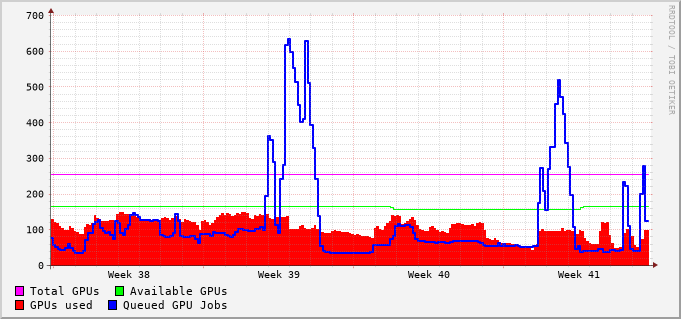 RRDTOOL / TOBI OETIKER
700
600
500
400
300
200
100
0
Week 38 Week 39 Week 40 Week 41
Total GPUs Available GPUs
GPUs used Queued GPU Jobs